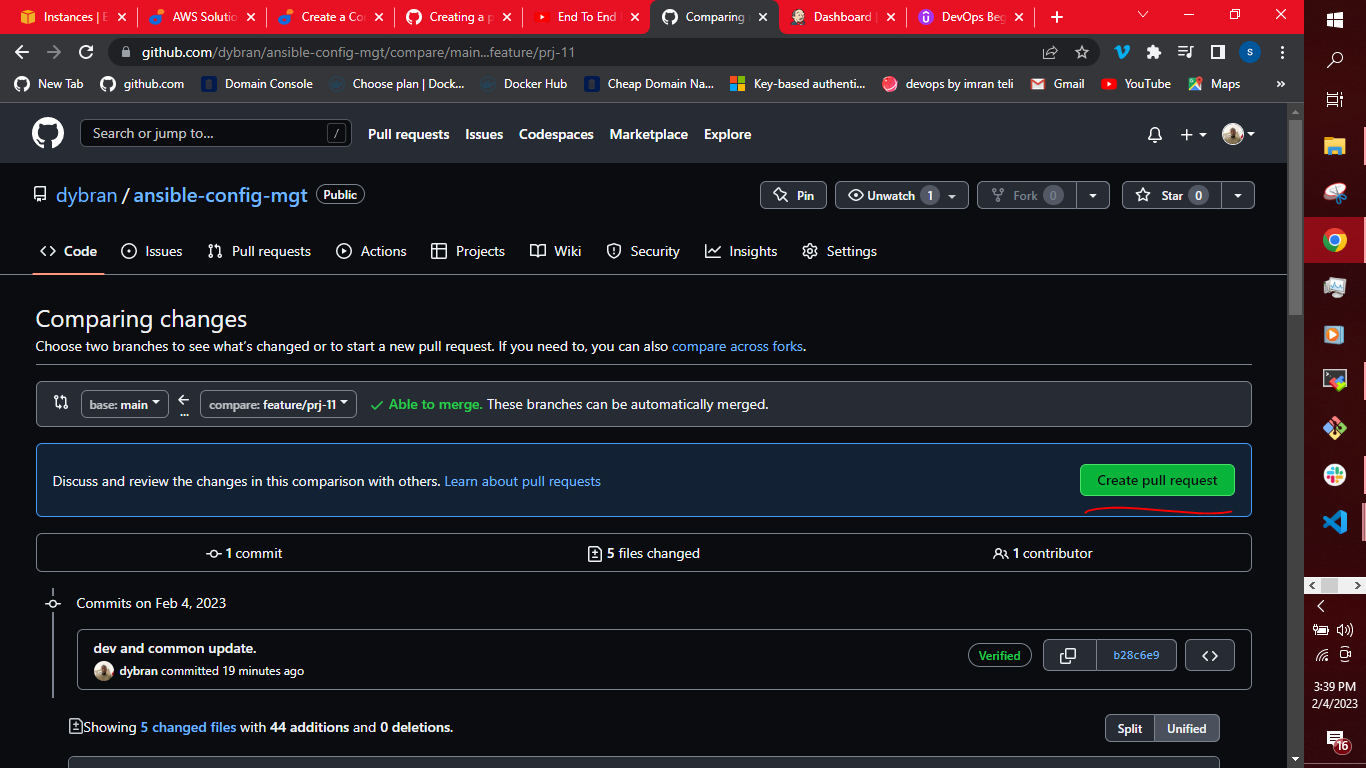 Instances | E
AWS Solutio
Create a Co
Creating a p
End To End
Comparing
Dashboard |
DevOps Beg
github.com/dybran/ansible-config-mgt/compare/main...feature/prj-11
s
New Tab
github.com
Domain Console
Choose plan | Dock...
Docker Hub
Cheap Domain Na...
Key-based authenti...
devops by imran teli
Gmail
YouTube
Maps
»
Search or jump to...
/
Pull requests
Issues
Codespaces
Marketplace
Explore
dybran / ansible-config-mgt
Public
Pin
Unwatch 1
Fork 0
Star 0
Code
Issues
Pull requests
Actions
Projects
Wiki
Security
Insights
Settings
Comparing changes
Choose two branches to see what's changed or to start a new pull request. If you need to, you can also compare across forks.
base: main
...
compare: feature/prj-11
Able to merge. These branches can be automatically merged.
Discuss and review the changes in this comparison with others. Learn about pull requests
Create pull request
1 commit
5 files changed
1 contributor
Commits on Feb 4, 2023
dev and common update.
dybran committed 19 minutes ago
Verified
b28c6e9
Showing 5 changed files with 44 additions and 0 deletions.
Split
Unified
3:39 PM
2/4/2023
16